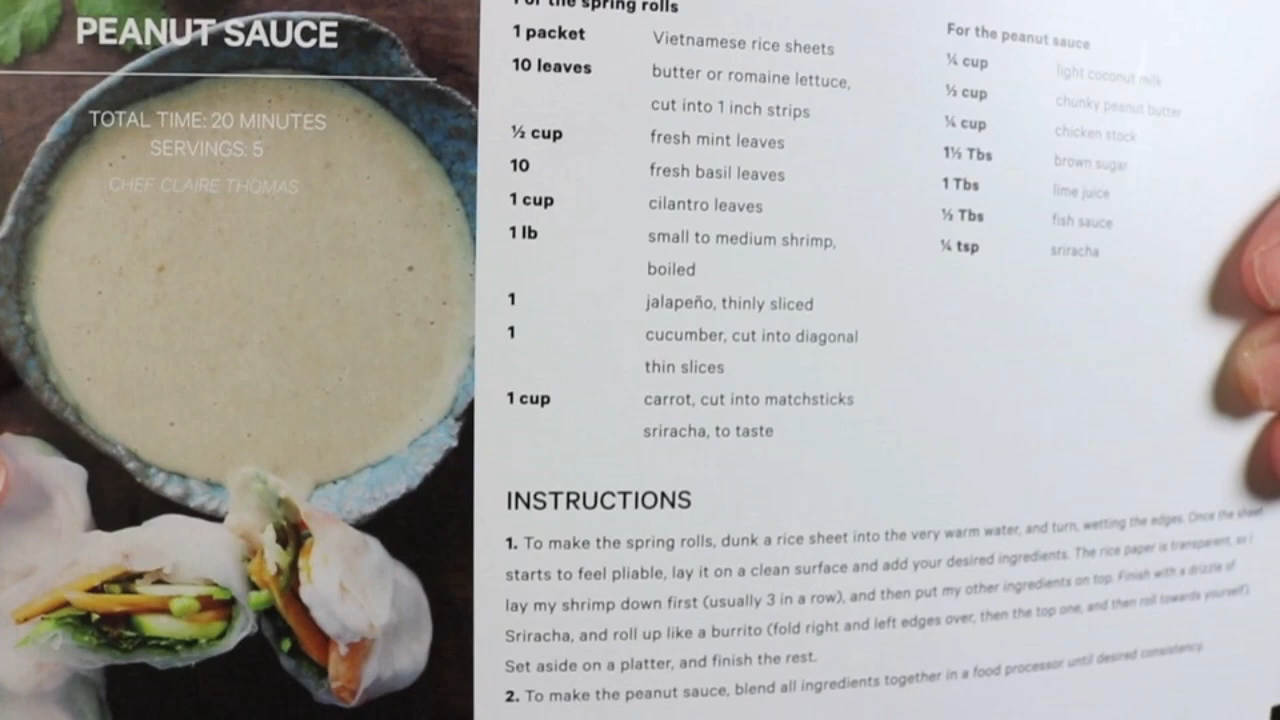 PEANUT SAUCE
TOTAL TIME: 20 MINUTES
SERVINGS: 5
CHEF CLAIRE THOMAS
For the spring rolls
1 packet Vietnamese rice sheets
10 leaves butter or romaine lettuce,
cut into 1 inch strips
½ cup fresh mint leaves
10 fresh basil leaves
1 cup cilantro leaves
1 lb small to medium shrimp,
boiled
1 jalapeño, thinly sliced
1 cucumber, cut into diagonal
thin slices
1 cup carrot, cut into matchsticks
sriracha, to taste
For the peanut sauce
cup light coconut milk
cup chunky peanut butter
cup chicken stock
1½ Tbs brown sugar
1 Tbs lime juice
½ Tbs fish sauce
¼ tsp sriracha
INSTRUCTIONS
1. To make the spring rolls, dunk a rice sheet into the very warm water, and turn, wetting the edges. Once the sheet
starts to feel pliable, lay it on a clean surface and add your desired ingredients. The rice paper is transparent, so I
lay my shrimp down first (usually 3 in a row), and then put my other ingredients on top. Finish with a drizzle of
Sriracha, and roll up like a burrito (fold right and left edges over, then the top one, and then roll towards yourself).
Set aside on a platter, and finish the rest.
2. To make the peanut sauce, blend all ingredients together in a food processor until desired consistency.